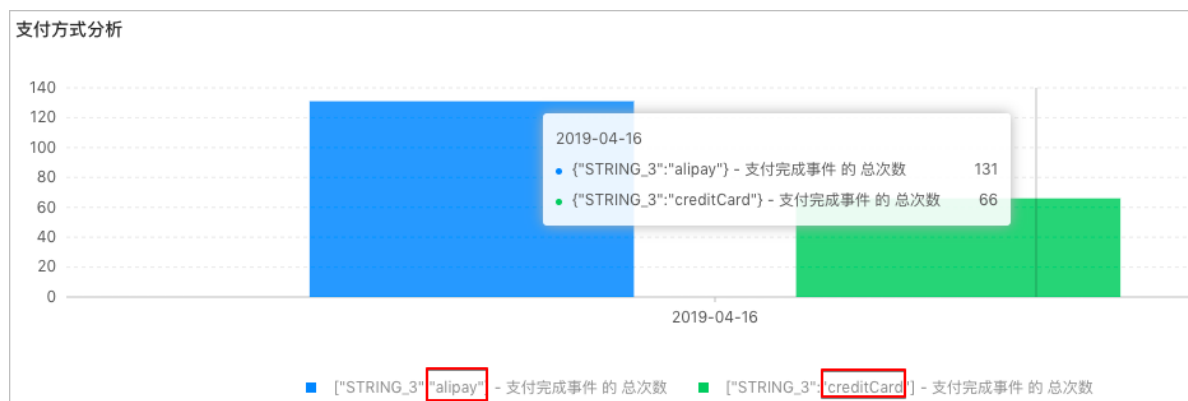 支付方式分析
140
120
100
80
60
40
20
0
2019-04-16
{"STRING_3":"alipay"} - 支付完成事件 的 总次数 131
{"STRING_3":"creditCard"} - 支付完成事件 的 总次数 66
2019-04-16
["STRING_3" "alipay" - 支付完成事件 的 总次数 ["STRING_3":"creditCard"] - 支付完成事件 的 总次数